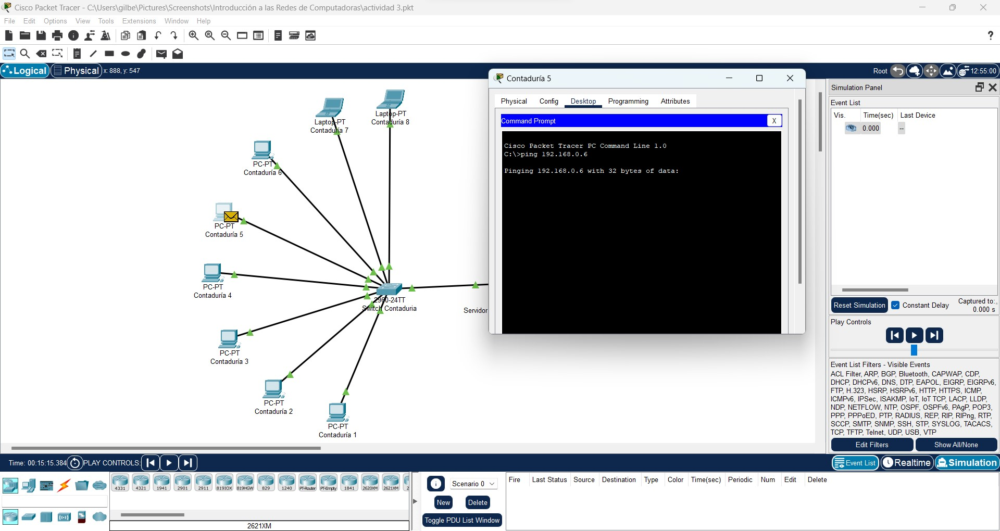 Cisco Packet Tracer - C:\Users\gilbe\Pictures\Screenshots\Introducción a las Redes de Computadoras\actividad 3.pkt
File Edit Options View Tools Extensions Window Help
Logical Physical x: 888, y: 547 Root 12:55:00
Laptop-PT
Contaduría 7
Laptop-PT
Contaduría 8
PC-PT
Contaduría 6
PC-PT
Contaduría 5
PC-PT
Contaduría 4
2960-24TT
Switch Contaduria
Servidor
PC-PT
Contaduría 3
PC-PT
Contaduría 2
PC-PT
Contaduría 1
Contaduría 5
Physical Config Desktop Programming Attributes
Command Prompt X
Cisco Packet Tracer PC Command Line 1.0
C:\>ping 192.168.0.6
Pinging 192.168.0.6 with 32 bytes of data:
Simulation Panel
Event List
Vis. Time(sec) Last Device
0.000 --
Reset Simulation Constant Delay Captured to:
0.000 s
Play Controls
Event List Filters - Visible Events
ACL Filter, ARP, BGP, Bluetooth, CAPWAP, CDP,
DHCP, DHCPv6, DNS, DTP, EAPOL, EIGRP, EIGRPv6,
FTP, H.323, HSRP, HSRPv6, HTTP, HTTPS, ICMP,
ICMPv6, IPSec, ISAKMP, IoT, IoT TCP, LACP, LLDP,
NDP, NETFLOW, NTP, OSPF, OSPFv6, PAgP, POP3,
PPP, PPPoED, PTP, RADIUS, REP, RIP, RIPng, RTP,
SCCP, SMTP, SNMP, SSH, STP, SYSLOG, TACACS,
TCP, TFTP, Telnet, UDP, USB, VTP
Edit Filters Show All/None
Time: 00:15:15.384 PLAY CONTROLS: Event List Realtime Simulation
4331 4321 1941 2901 2911 819IOX 819HGW 829 1240 PT-Router PT-Empty 1841 2620XM 2621XM 2
2621XM
Scenario 0
New Delete
Toggle PDU List Window
Fire Last Status Source Destination Type Color Time(sec) Periodic Num Edit Delete